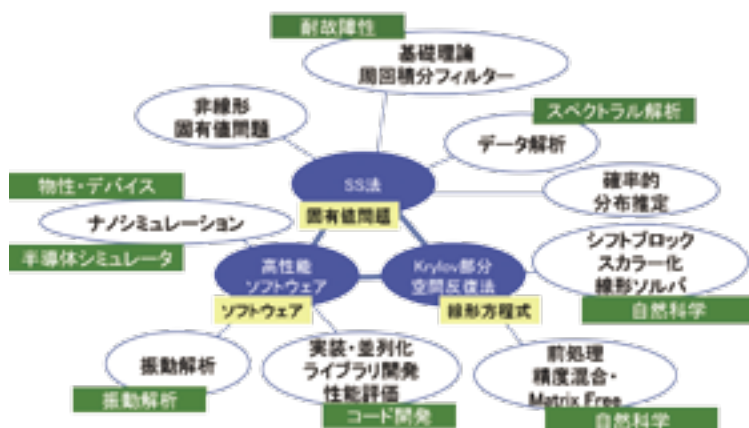 耐故障性
基礎理論
周回積分フィルター
非線形
固有値問題
スペクトラル解析
データ解析
SS法
物性・デバイス
確率的
分布推定
ナノシミュレーション
固有値問題
半導体シミュレータ
高性能
ソフトウェア
Krylov部分
空間反復法
シフトブロック
スカラー化
線形ソルバ
ソフトウェア
線形方程式
自然科学
振動解析
実装・並列化
ライブラリ開発
性能評価
前処理
精度混合・
Matrix Free
振動解析
コード開発
自然科学